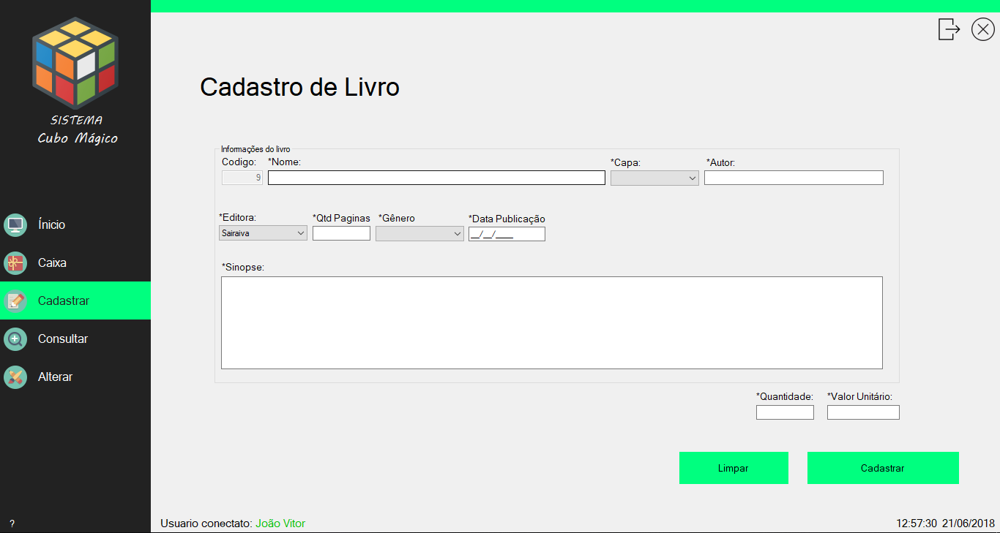 SISTEMA
Cubo Mágico
Ínicio
Caixa
Cadastrar
Consultar
Alterar
?
Cadastro de Livro
Informações do livro
Codigo: *Nome: *Capa: *Autor:
9
*Editora: *Qtd Paginas *Gênero *Data Publicação
Sairaiva __/__/____
*Sinopse:
*Quantidade: *Valor Unitário:
Limpar Cadastrar
Usuario conectato: João Vitor 12:57:30 21/06/2018